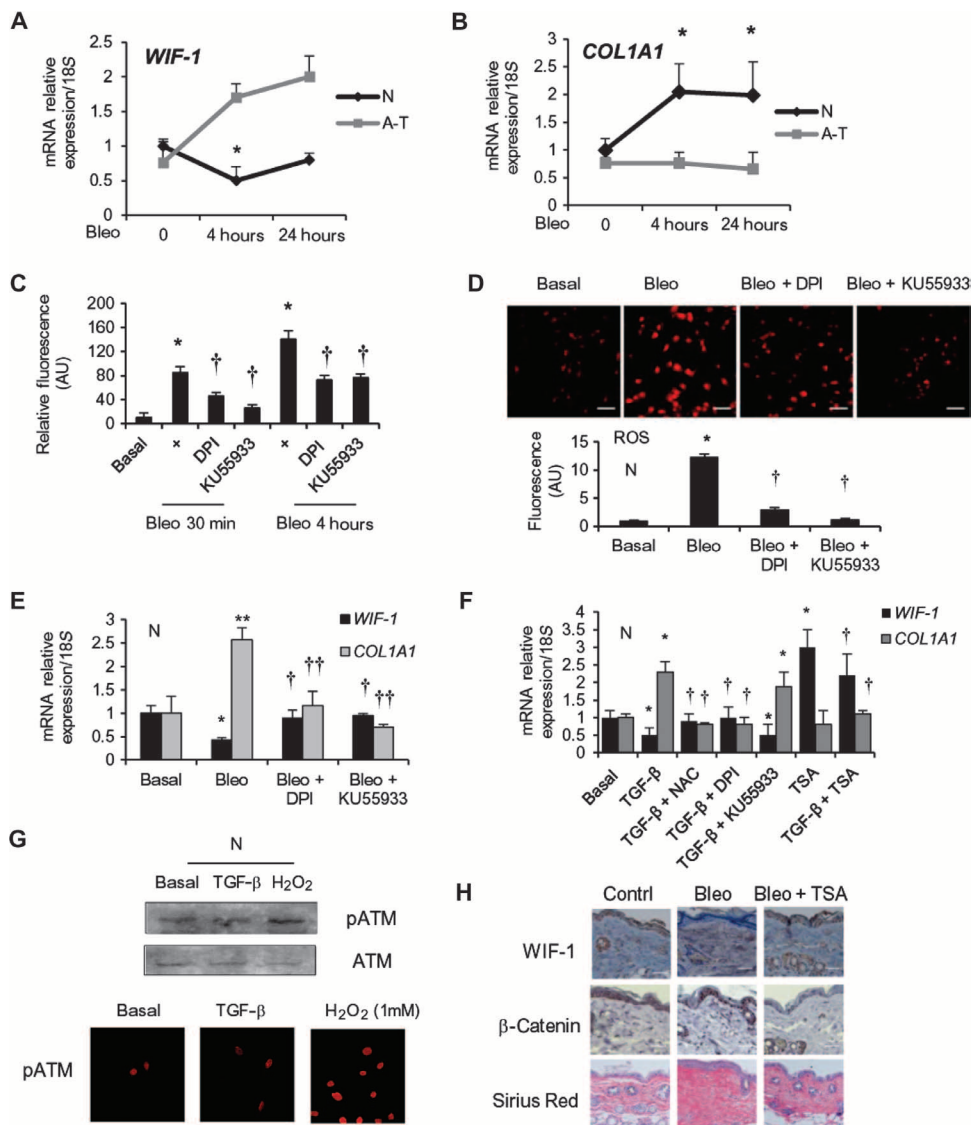 A
WIF-1
mRNA relative
expression/18S
2.5
2
1.5
1
0.5
0
*
N
A-T
Bleo
0 4 hours 24 hours
B
COL1A1
mRNA relative
expression/18S
3
2.5
2
1.5
1
0.5
0
* *
N
A-T
Bleo
0 4 hours 24 hours
C
Relative fluorescence
(AU)
200
160
120
80
40
0
* † † * † †
Basal + DPI KU55933 + DPI KU55933
Bleo 30 min Bleo 4 hours
D
Basal Bleo Bleo + DPI Bleo + KU55933
Fluorescence
(AU)
15
10
5
0
ROS
N
* † †
Basal Bleo Bleo + DPI Bleo + KU55933
E
mRNA relative
expression/18S
3
2.5
2
1.5
1
0.5
0
N
WIF-1
COL1A1
* ** † †† † ††
Basal Bleo Bleo + DPI Bleo + KU55933
F
mRNA relative
expression/18S
4
3.5
3
2.5
2
1.5
1
0.5
0
N
WIF-1
COL1A1
* * † † † † * * * † †
Basal TGF-β TGF-β + NAC TGF-β + DPI TGF-β + KU55933 TSA TGF-β + TSA
G
N
Basal TGF-β H₂O₂
pATM
ATM
Basal TGF-β H₂O₂ (1mM)
pATM
H
Contrl Bleo Bleo + TSA
WIF-1
β-Catenin
Sirius Red